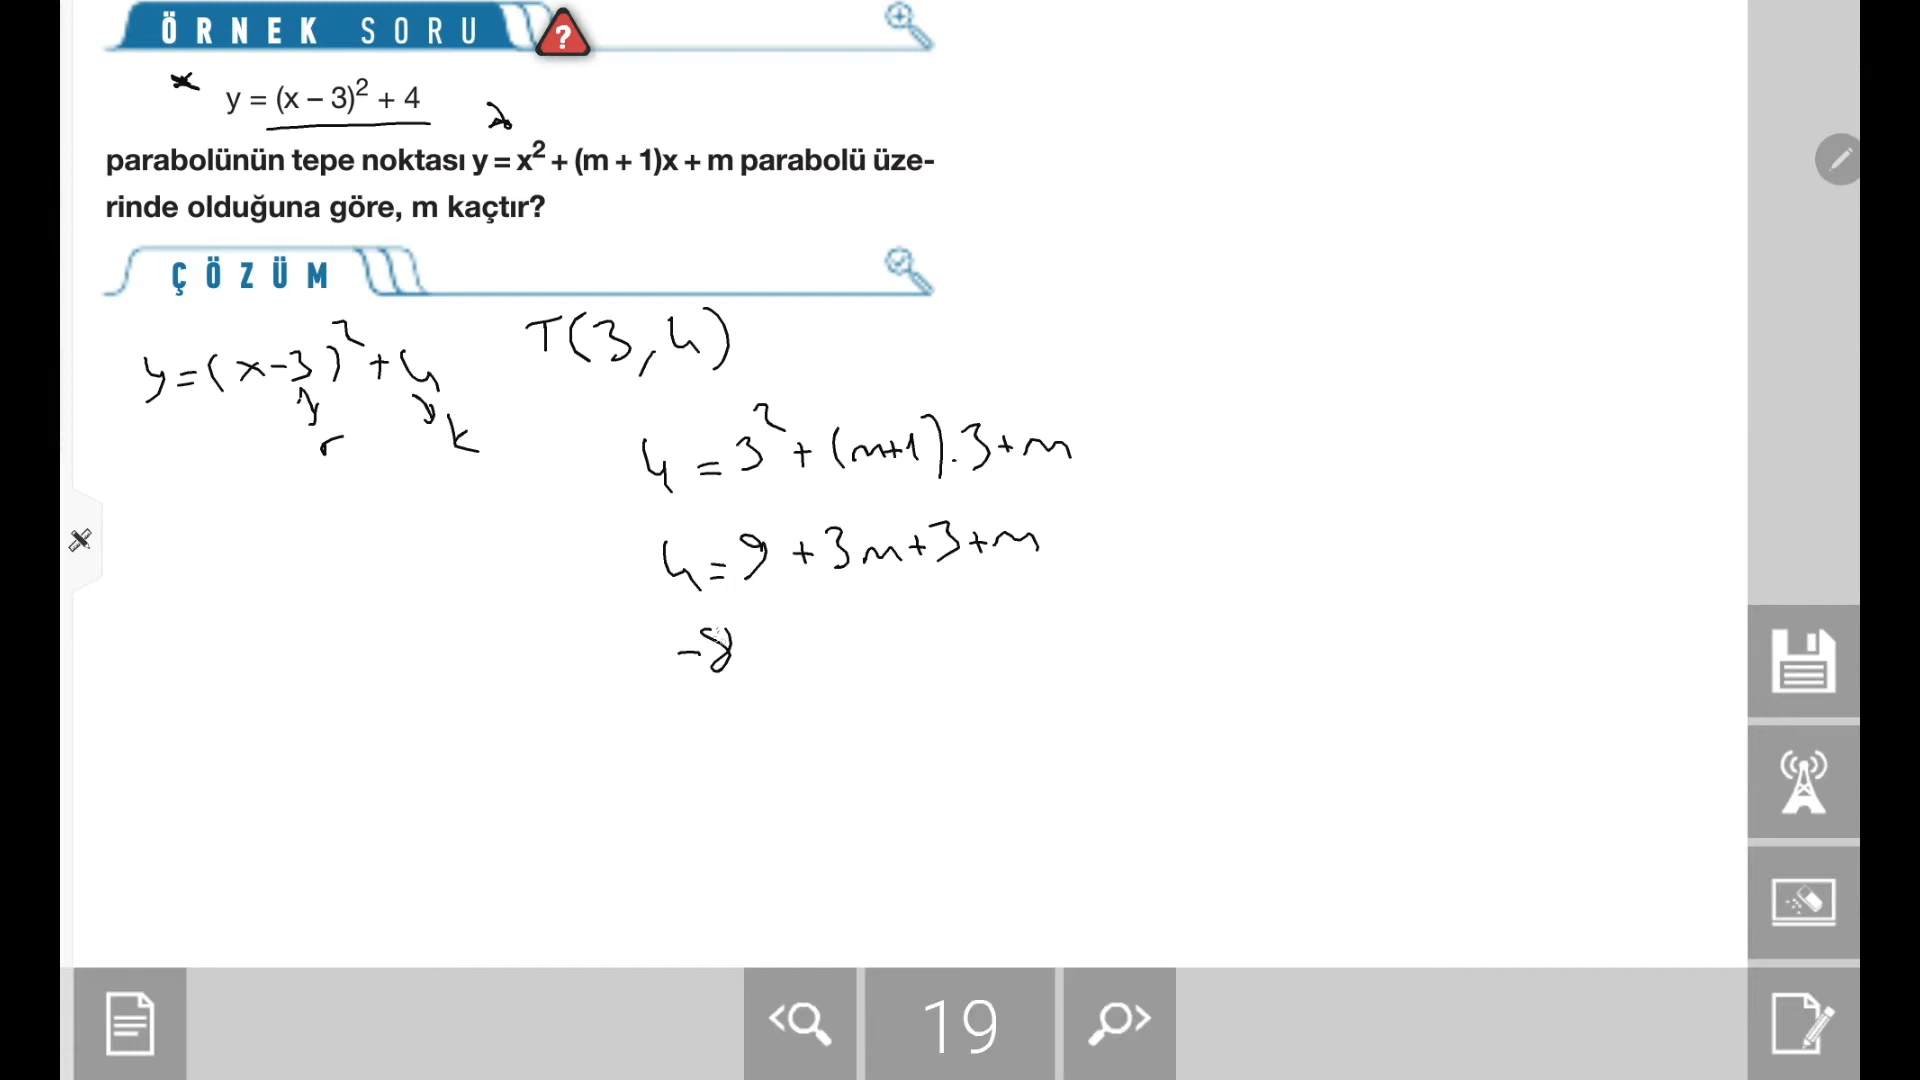 ÖRNEK SORU ?
y = (x – 3)² + 4
parabolünün tepe noktası y = x² + (m + 1)x + m parabolü üze-
rinde olduğuna göre, m kaçtır?
ÇÖZÜM
y=(x-3)²+4
r
k
T(3,4)
4=3²+(m+1).3+m
4=9+3m+3+m
-8
19